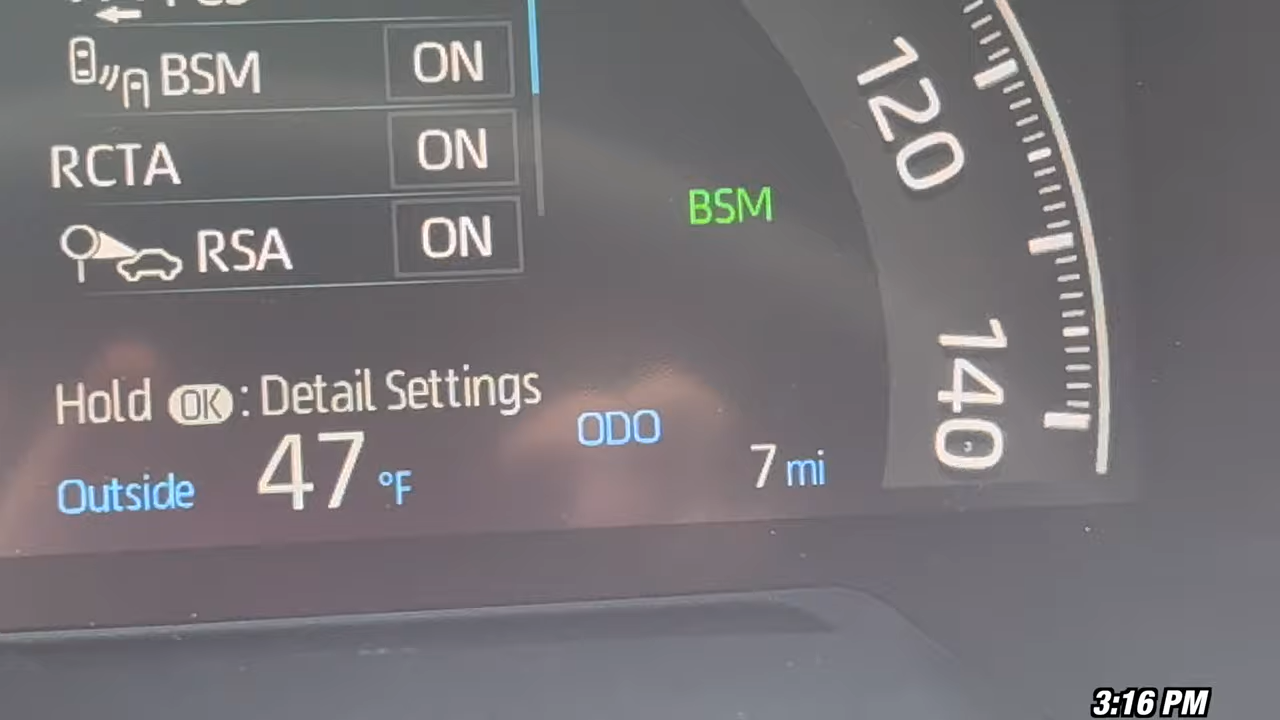 BSM ON
RCTA ON
RSA ON
BSM
Hold OK : Detail Settings
Outside 47 °F
ODO
7 mi
120
140
3:16 PM